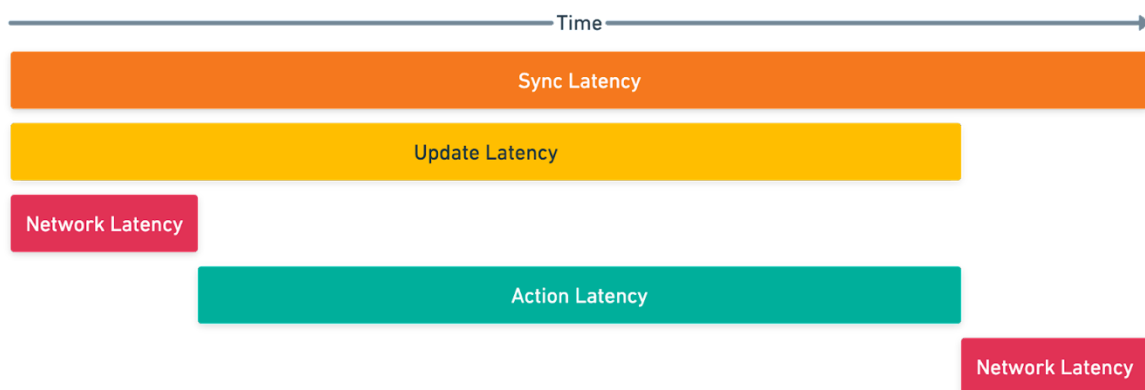 Time
Sync Latency
Update Latency
Network Latency
Action Latency
Network Latency